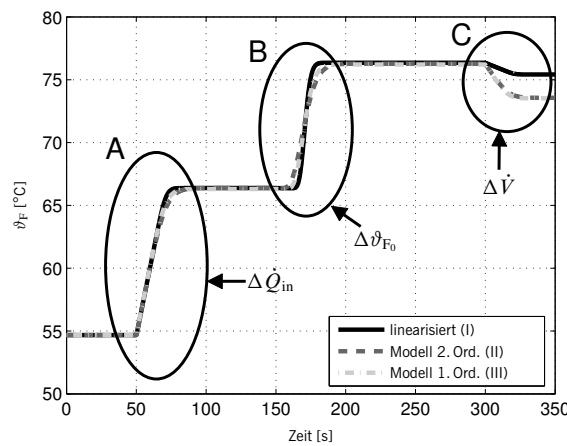 80
75
70
65
60
55
50
0
50
100
150
200
250
300
350
ϑF [°C]
Zeit [s]
A
B
C
ΔQ̇in
ΔϑF0
ΔV̇
linearisiert (I)
Modell 2. Ord. (II)
Modell 1. Ord. (III)